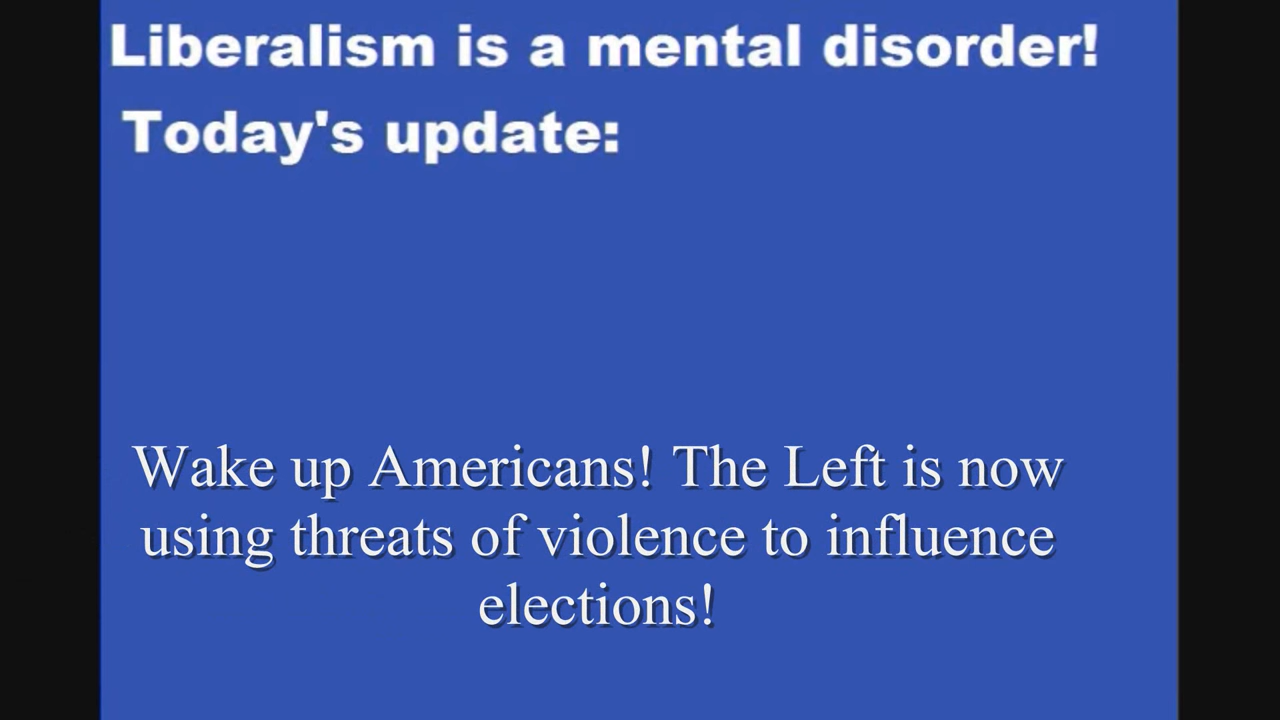 Liberalism is a mental disorder!
Today's update:
Wake up Americans! The Left is now
using threats of violence to influence
elections!